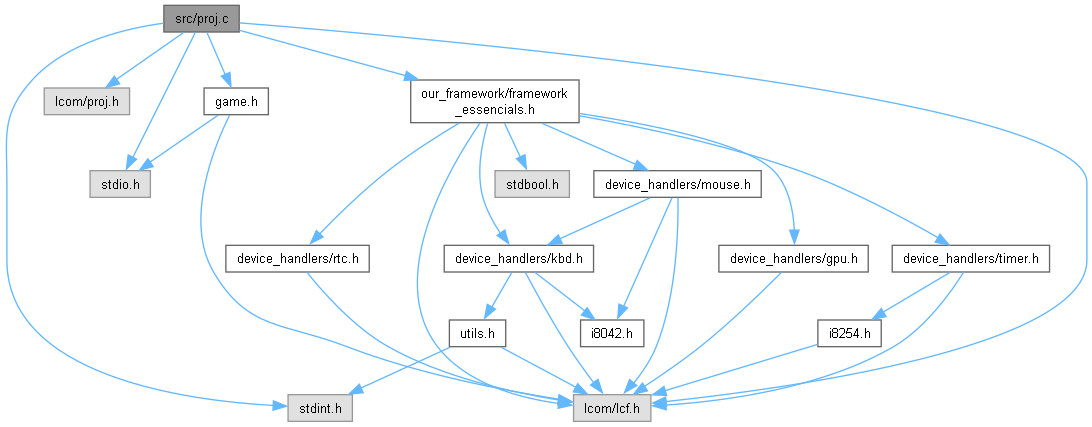 src/proj.c
our_framework/framework
_essencials.h
lcom/proj.h
game.h
stdio.h
stdbool.h
device_handlers/mouse.h
device_handlers/rtc.h
device_handlers/kbd.h
device_handlers/gpu.h
device_handlers/timer.h
utils.h
i8042.h
i8254.h
stdint.h
lcom/lcf.h